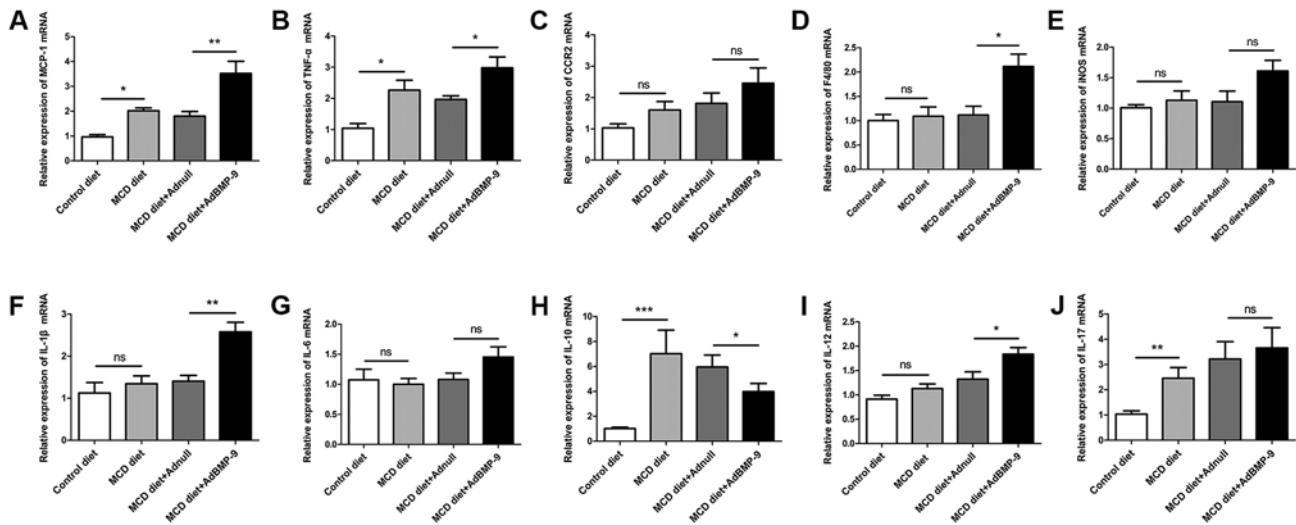 A
Relative expression of MCP-1 mRNA
5
4
3
2
1
0
*
**
Control diet
MCD diet
MCD diet+Adnull
MCD diet+AdBMP-9
B
Relative expression of TNF-α mRNA
4
3
2
1
0
*
*
Control diet
MCD diet
MCD diet+Adnull
MCD diet+AdBMP-9
C
Relative expression of CCR2 mRNA
4
3
2
1
0
ns
ns
Control diet
MCD diet
MCD diet+Adnull
MCD diet+AdBMP-9
D
Relative expression of F4/80 mRNA
2.5
2.0
1.5
1.0
0.5
0.0
ns
*
Control diet
MCD diet
MCD diet+Adnull
MCD diet+AdBMP-9
E
Relative expression of iNOS mRNA
2.0
1.5
1.0
0.5
0.0
ns
ns
Control diet
MCD diet
MCD diet+Adnull
MCD diet+AdBMP-9
F
Relative expression of IL-1β mRNA
3
2
1
0
ns
**
Control diet
MCD diet
MCD diet+Adnull
MCD diet+AdBMP-9
G
Relative expression of IL-6 mRNA
2.0
1.5
1.0
0.5
0.0
ns
ns
Control diet
MCD diet
MCD diet+Adnull
MCD diet+AdBMP-9
H
Relative expression of IL-10 mRNA
10
8
6
4
2
0
***
*
Control diet
MCD diet
MCD diet+Adnull
MCD diet+AdBMP-9
I
Relative expression of IL-12 mRNA
2.5
2.0
1.5
1.0
0.5
0.0
ns
*
Control diet
MCD diet
MCD diet+Adnull
MCD diet+AdBMP-9
J
Relative expression of IL-17 mRNA
5
4
3
2
1
0
**
ns
Control diet
MCD diet
MCD diet+Adnull
MCD diet+AdBMP-9